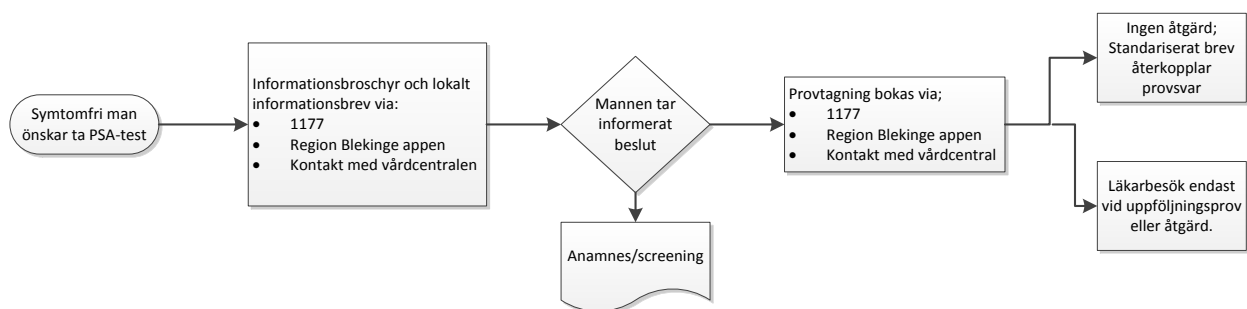 Symtomfri man
önskar ta PSA-test
Informationsbroschyr och lokalt
informationsbrev via:
• 1177
• Region Blekinge appen
• Kontakt med vårdcentralen
Mannen tar
informerat
beslut
Anamnes/screening
Provtagning bokas via;
• 1177
• Region Blekinge appen
• Kontakt med vårdcentral
Ingen åtgärd;
Standariserat brev
återkopplar
provsvar
Läkarbesök endast
vid uppföljningsprov
eller åtgärd.